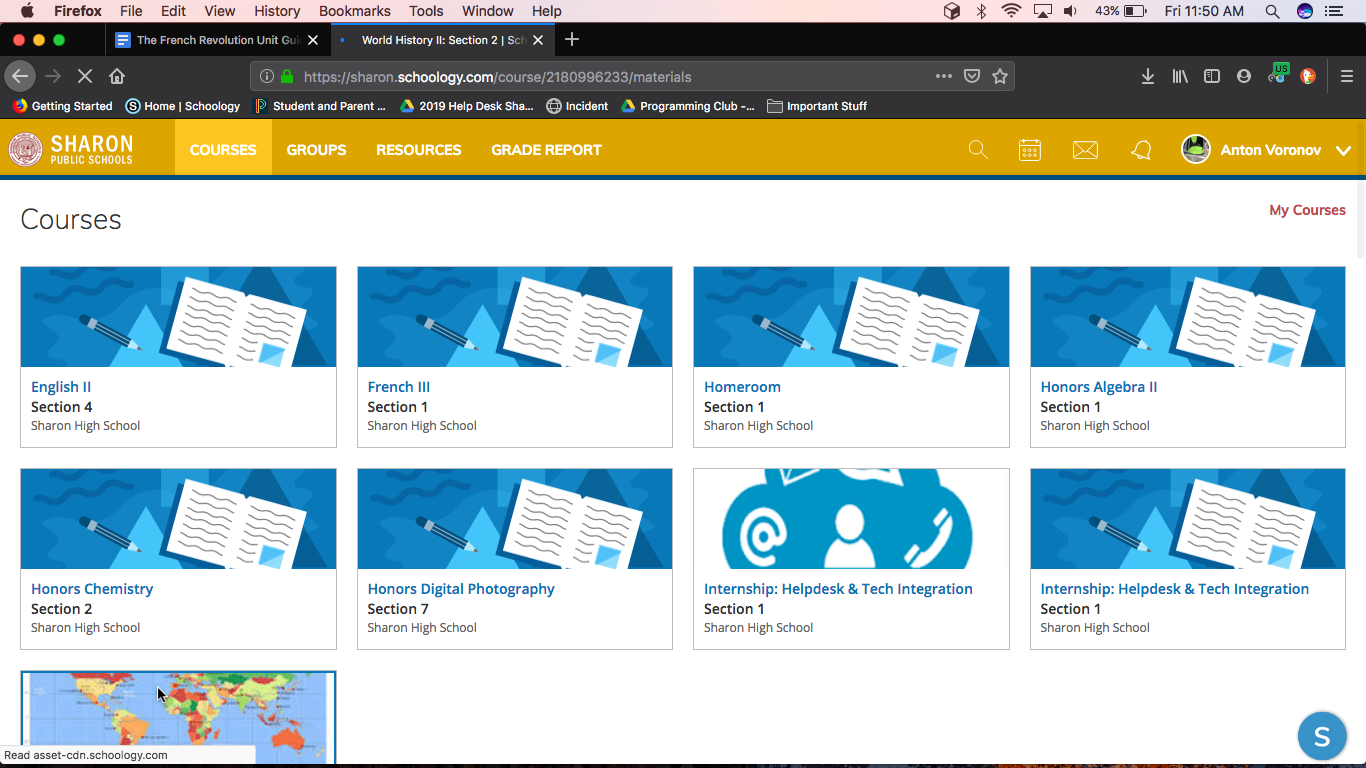 Firefox File Edit View History Bookmarks Tools Window Help 43% Fri 11:50 AM
The French Revolution Unit Gui World History II: Section 2 | Sch
https://sharon.schoology.com/course/2180996233/materials US
Getting Started Home | Schoology Student and Parent ... 2019 Help Desk Sha... Incident Programming Club -... Important Stuff
SHARON
PUBLIC SCHOOLS
COURSES GROUPS RESOURCES GRADE REPORT Anton Voronov
Courses My Courses
English II French III Homeroom Honors Algebra II
Section 4 Section 1 Section 1 Section 1
Sharon High School Sharon High School Sharon High School Sharon High School
Honors Chemistry Honors Digital Photography Internship: Helpdesk & Tech Integration Internship: Helpdesk & Tech Integration
Section 2 Section 7 Section 1 Section 1
Sharon High School Sharon High School Sharon High School Sharon High School
S
Read asset-cdn.schoology.com